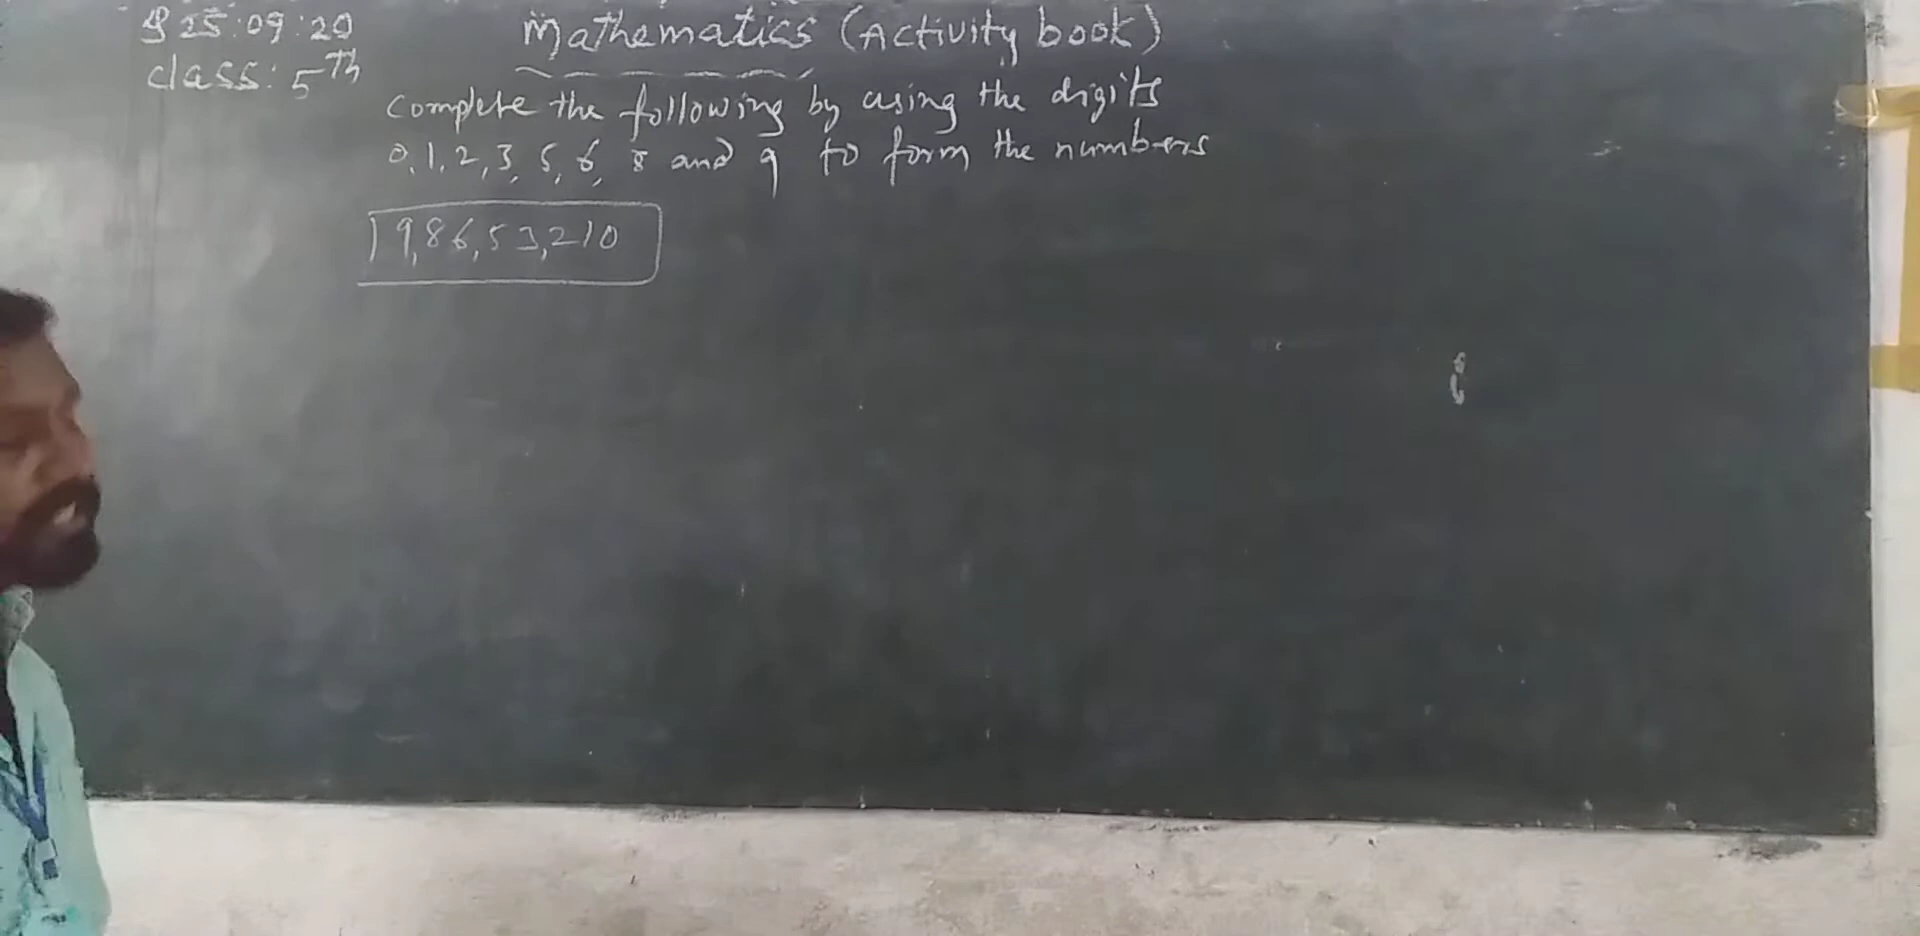 25:09:20
Mathematics (Activity book)
class: 5th
complete the following by using the digits
0, 1, 2, 3, 5, 6, 8 and 9 to form the numbers
9,86,53,210